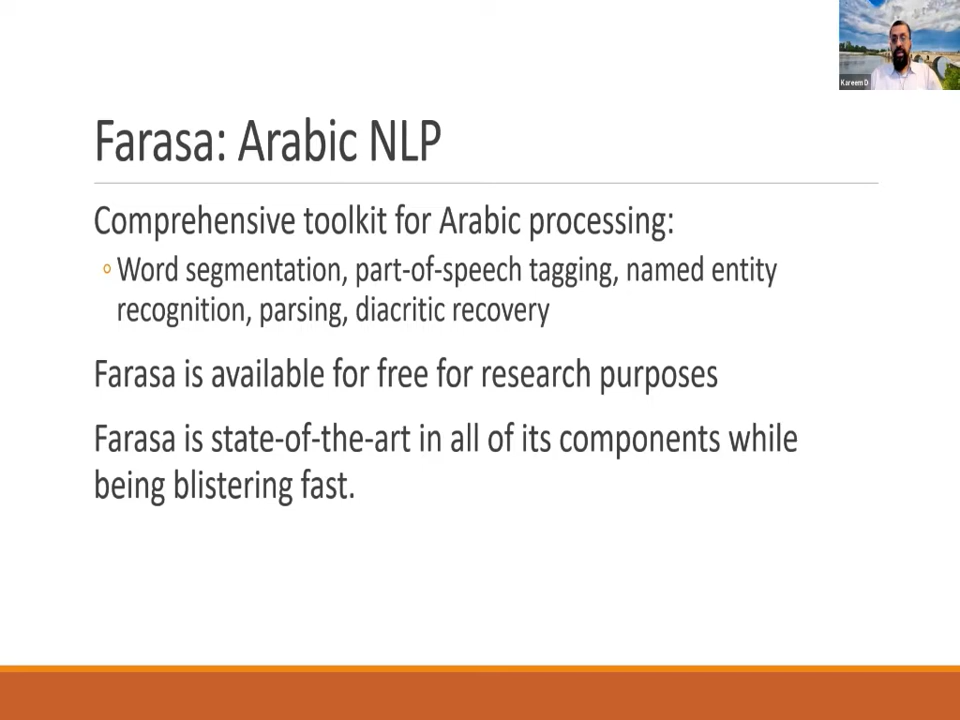 Kareem D
Farasa: Arabic NLP
Comprehensive toolkit for Arabic processing:
Word segmentation, part-of-speech tagging, named entity
recognition, parsing, diacritic recovery
Farasa is available for free for research purposes
Farasa is state-of-the-art in all of its components while
being blistering fast.